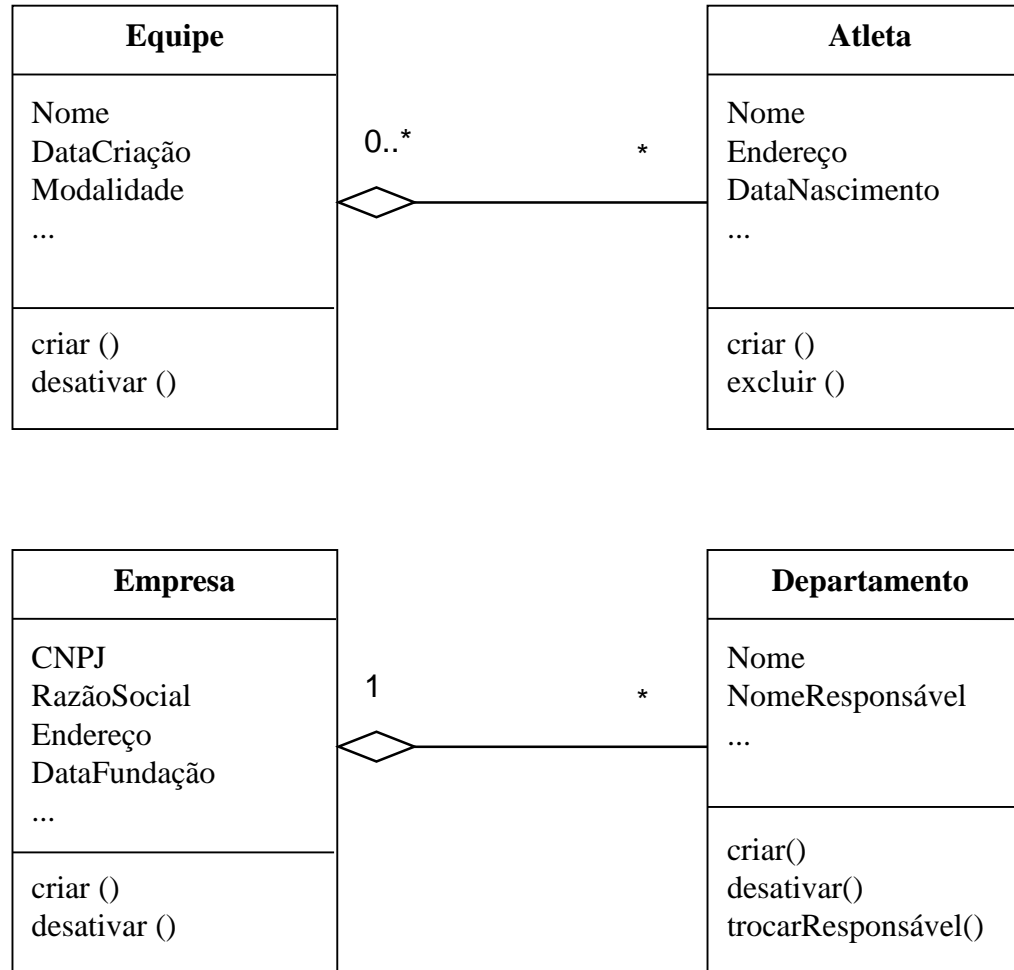 Equipe
Nome
DataCriação
Modalidade
...
criar ()
desativar ()
0..*
*
Atleta
Nome
Endereço
DataNascimento
...
criar ()
excluir ()
Empresa
CNPJ
RazãoSocial
Endereço
DataFundação
...
criar ()
desativar ()
1
*
Departamento
Nome
NomeResponsável
...
criar()
desativar()
trocarResponsável()